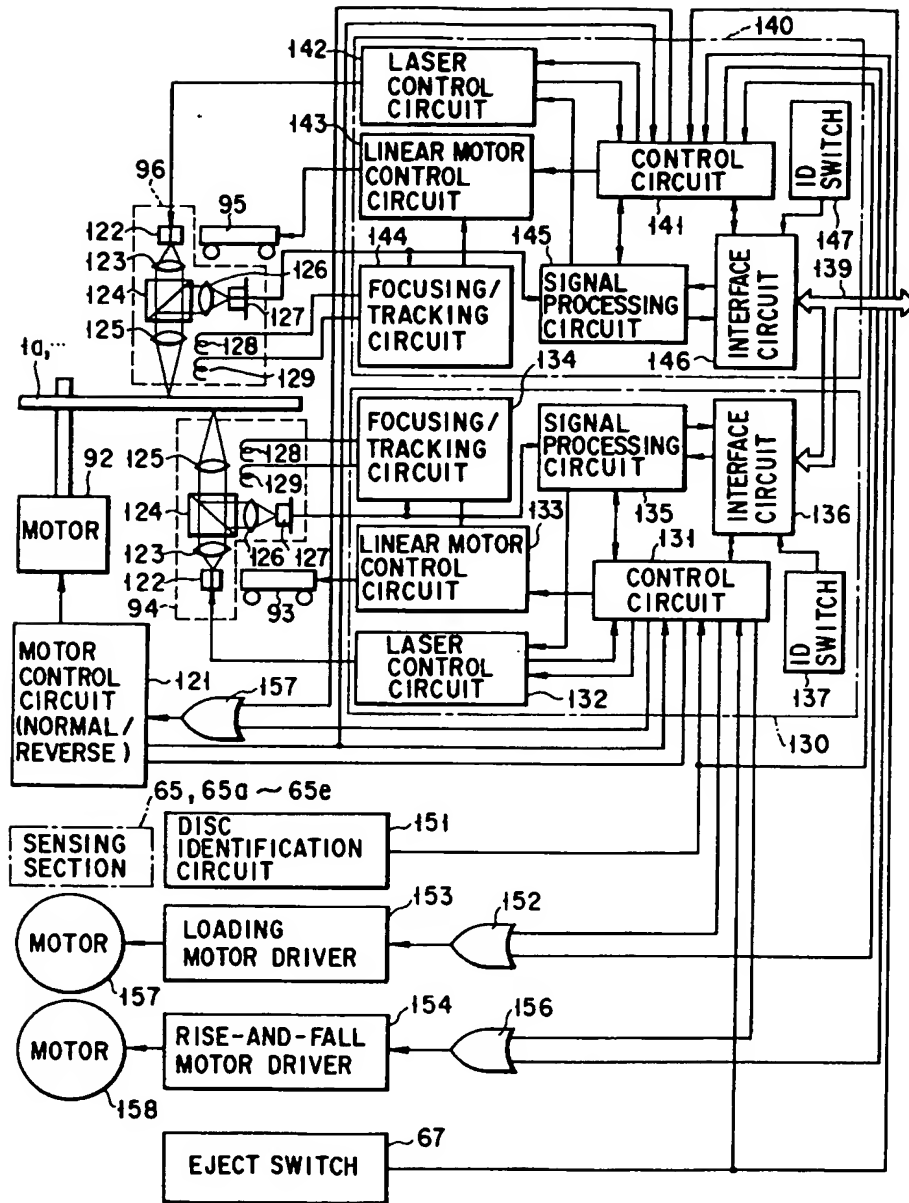 140
142
LASER
CONTROL
CIRCUIT
143
LINEAR MOTOR
CONTROL
CIRCUIT
CONTROL
CIRCUIT
141
ID
SWITCH
147
96
95
122
123
124
125
126
127
128
129
144
FOCUSING/
TRACKING
CIRCUIT
145
SIGNAL
PROCESSING
CIRCUIT
INTERFACE
CIRCUIT
146
139
1a,...
134
FOCUSING/
TRACKING
CIRCUIT
SIGNAL
PROCESSING
CIRCUIT
135
INTERFACE
CIRCUIT
136
92
MOTOR
125
128
129
124
123
122
126
127
94
93
133
LINEAR MOTOR
CONTROL
CIRCUIT
131
CONTROL
CIRCUIT
ID
SWITCH
137
LASER
CONTROL
CIRCUIT
132
130
MOTOR
CONTROL
CIRCUIT
(NORMAL/
REVERSE)
121
157
65, 65a ~ 65e
SENSING
SECTION
DISC
IDENTIFICATION
CIRCUIT
151
MOTOR
157
LOADING
MOTOR DRIVER
153
152
MOTOR
158
RISE-AND-FALL
MOTOR DRIVER
154
156
EJECT SWITCH
67